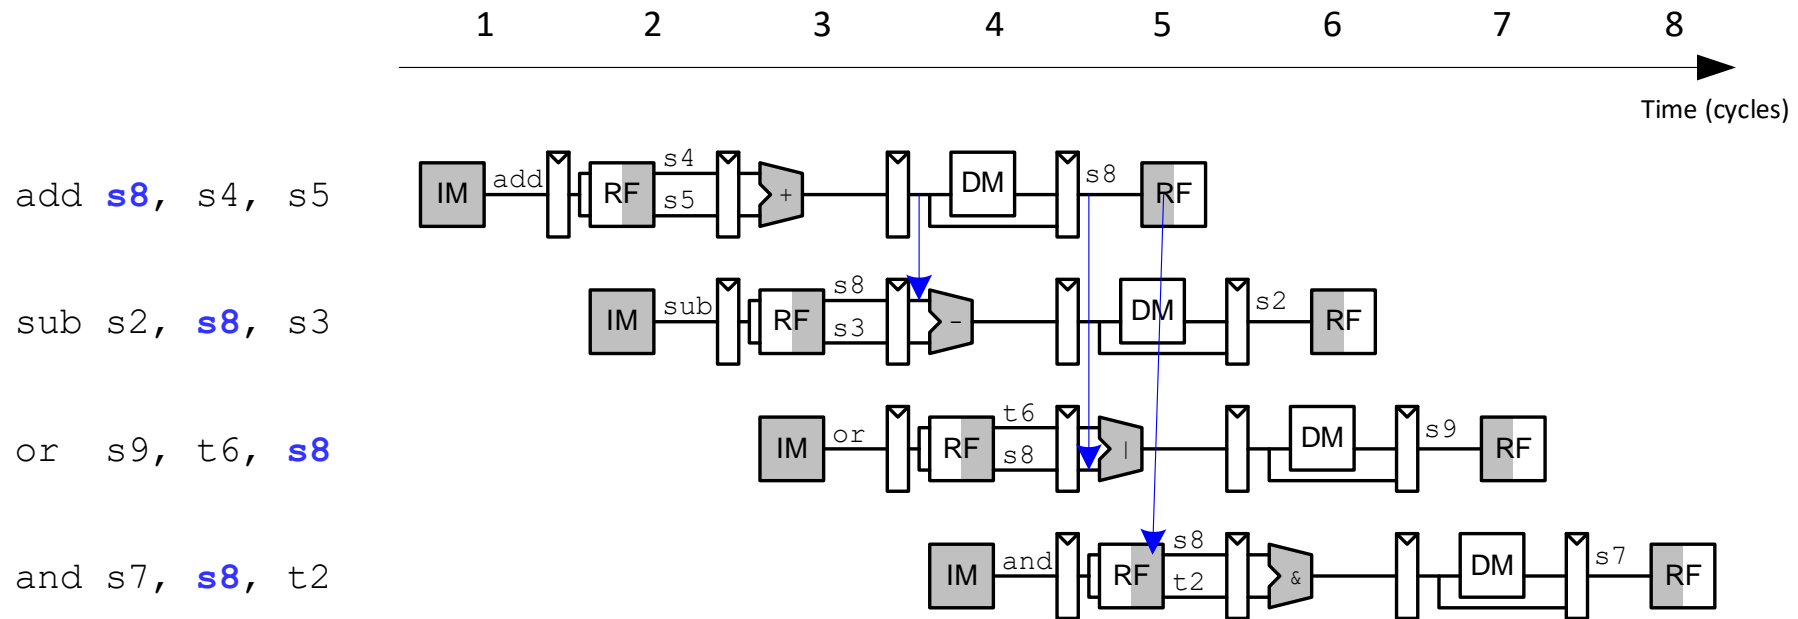 1 2 3 4 5 6 7 8
Time (cycles)
add s8, s4, s5
IM add RF s4 s5 + DM s8 RF
sub s2, s8, s3
IM sub RF s8 s3 - DM s2 RF
or s9, t6, s8
IM or RF t6 s8 | DM s9 RF
and s7, s8, t2
IM and RF s8 t2 & DM s7 RF